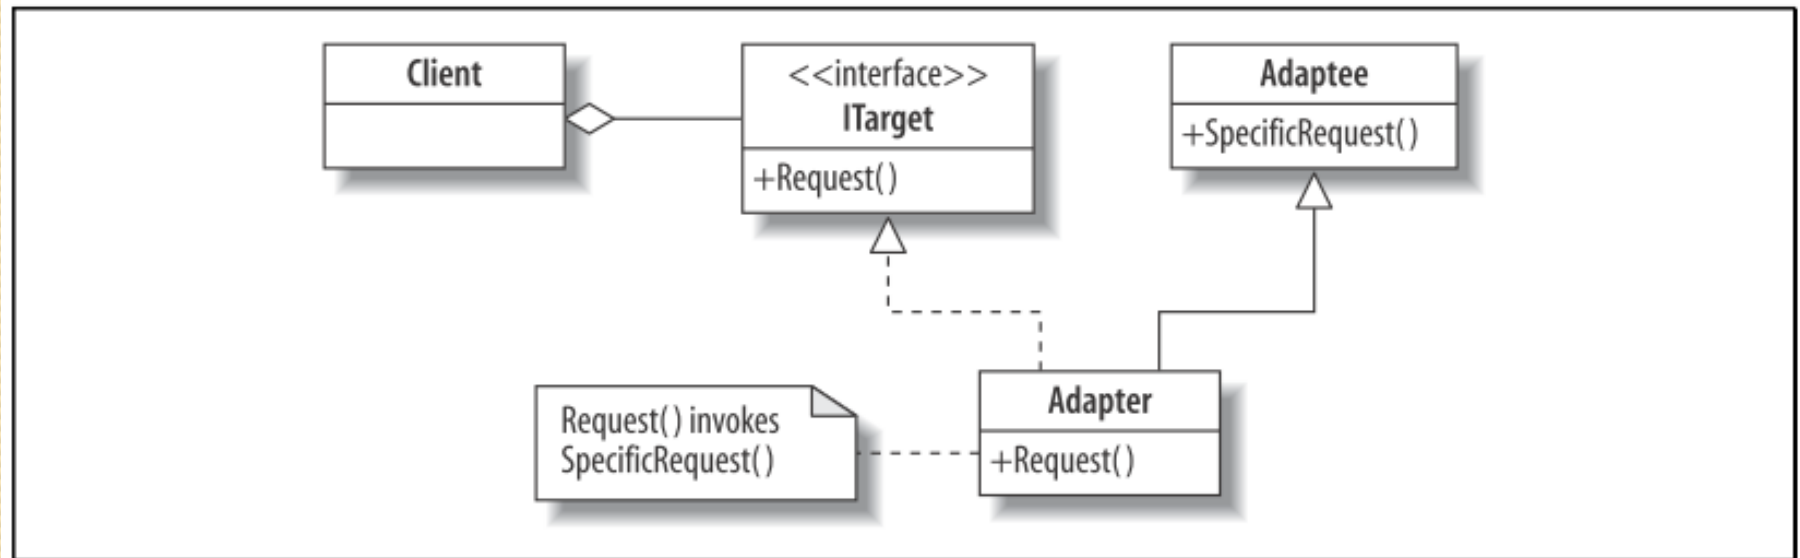 Client
<<interface>>
ITarget
+Request()
Adaptee
+SpecificRequest()
Request() invokes
SpecificRequest()
Adapter
+Request()